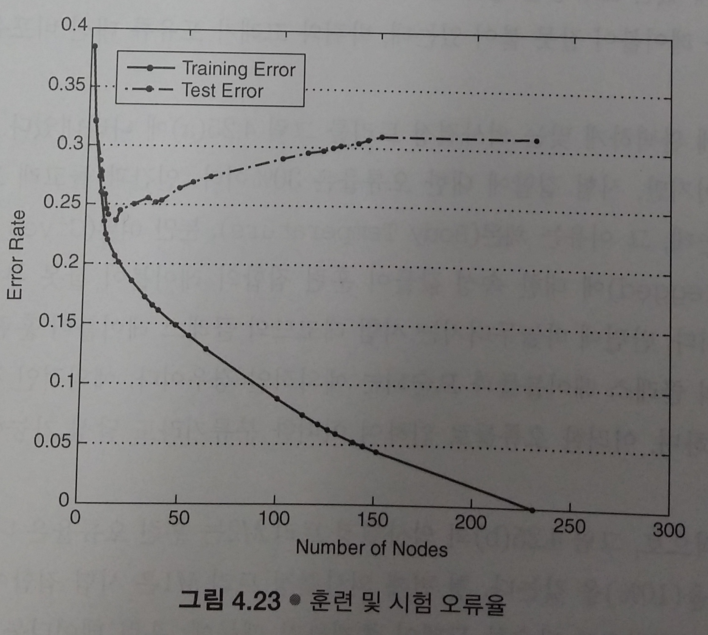 0.4
0.35
0.3
0.25
0.2
0.15
0.1
0.05
0
Error Rate
Training Error
Test Error
0 50 100 150 200 250 300
Number of Nodes
그림 4.23 ● 훈련 및 시험 오류율